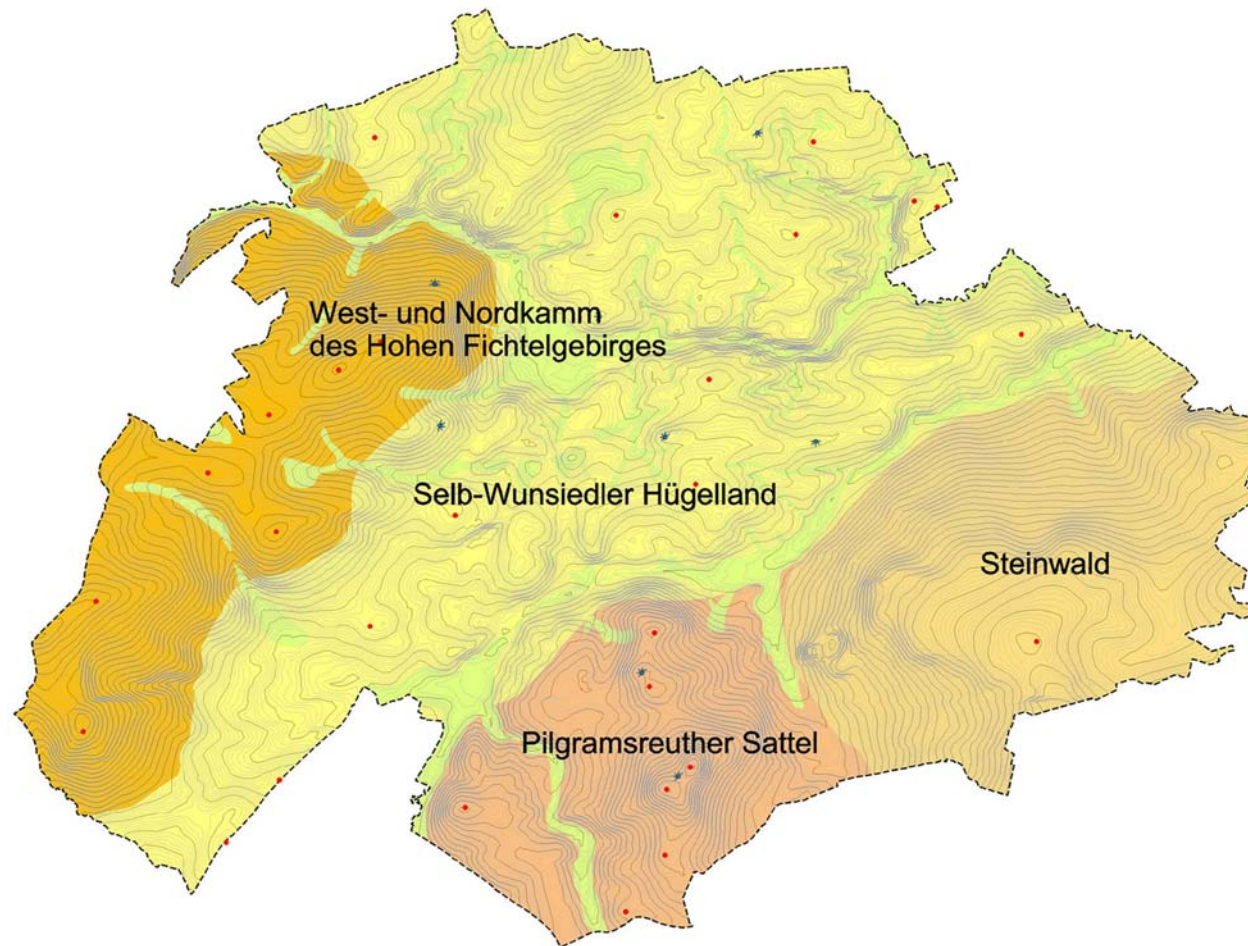 West- und Nordkamm
des Hohen Fichtelgebirges
Selb-Wunsiedler Hügelland
Steinwald
Pilgramsreuther Sattel